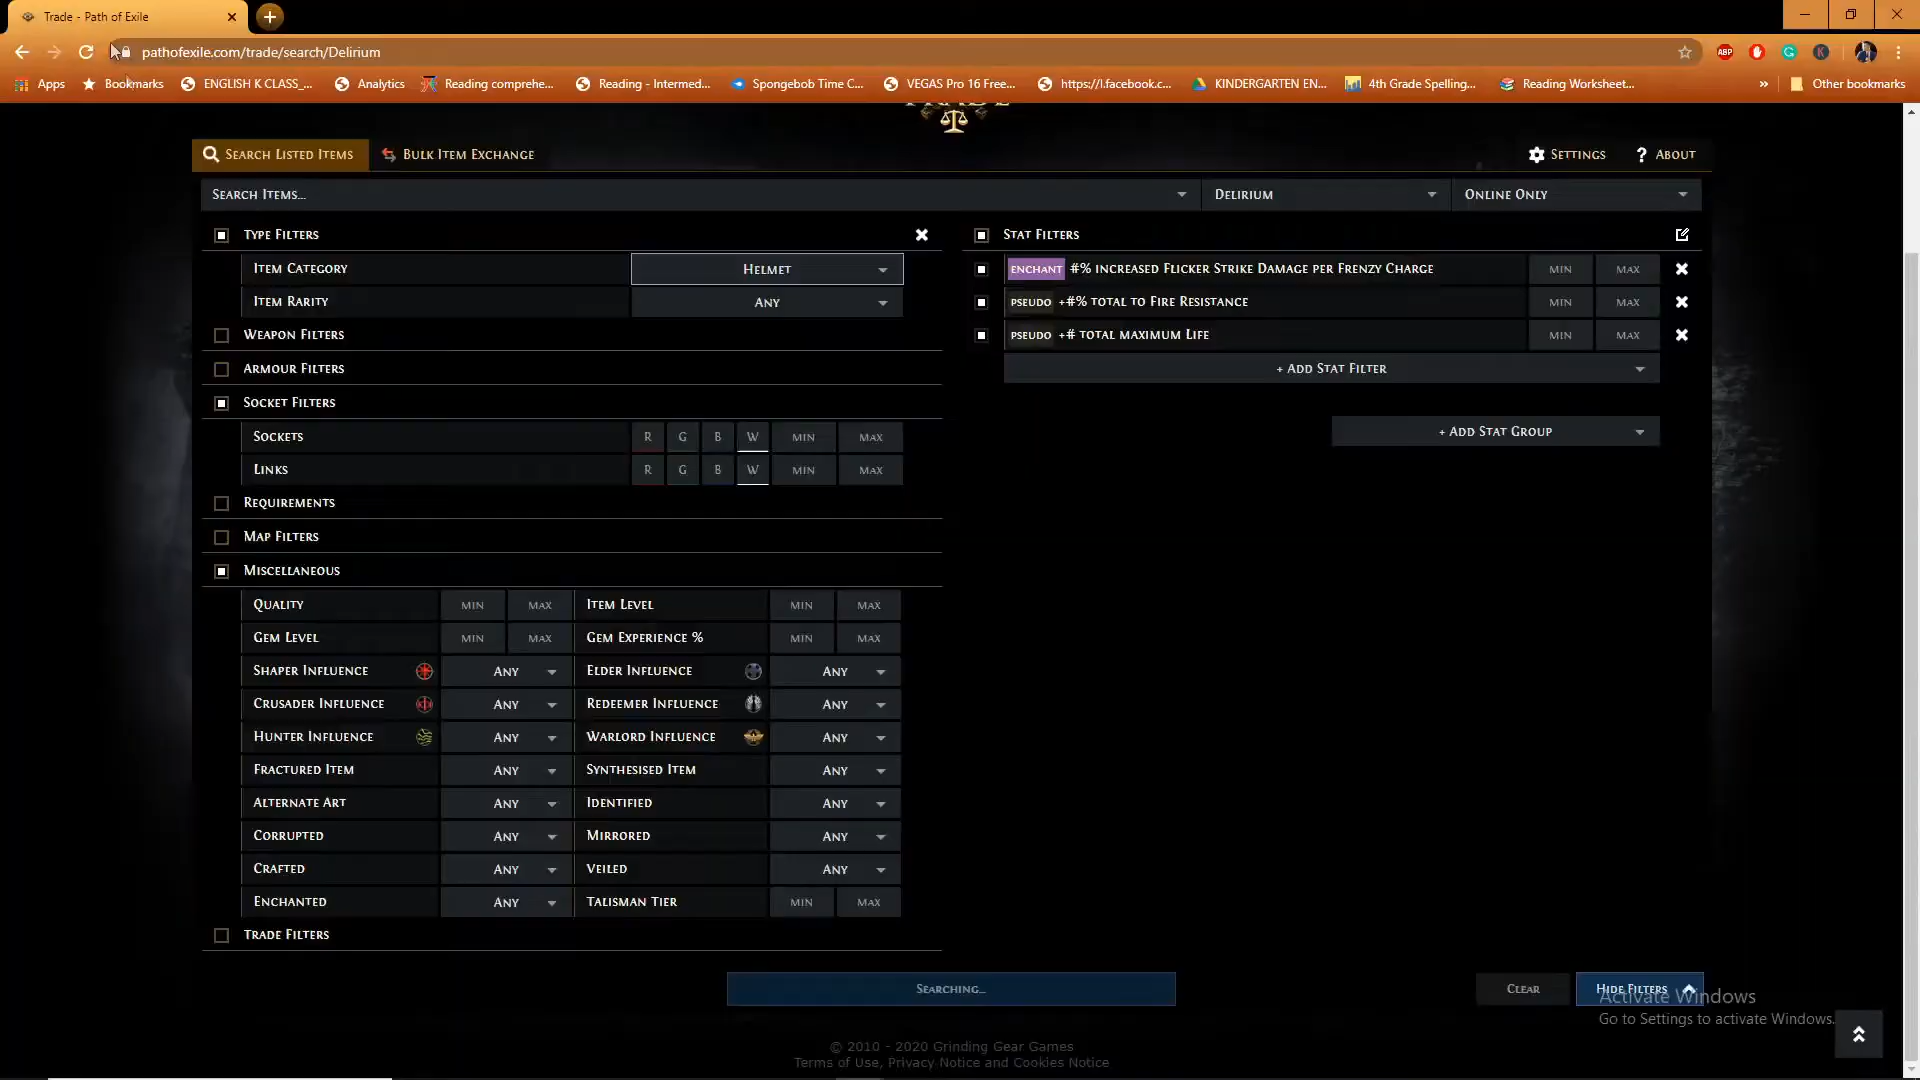 Trade - Path of Exile
pathofexile.com/trade/search/Delirium
ABP
K
Apps
Bookmarks
ENGLISH K CLASS_...
Analytics
Reading comprehe...
Reading - Intermed...
Spongebob Time C...
VEGAS Pro 16 Free...
https://l.facebook.c...
KINDERGARTEN EN...
4th Grade Spelling...
Reading Worksheet...
»
Other bookmarks
TRADE
Search Listed Items
Bulk Item Exchange
Settings
? About
Search Items...
Delirium
Online Only
Type Filters
Item Category
Helmet
Item Rarity
Any
Weapon Filters
Armour Filters
Socket Filters
Sockets R G B W MIN MAX
Links R G B W MIN MAX
Requirements
Map Filters
Miscellaneous
Quality MIN MAX Item Level MIN MAX
Gem Level MIN MAX Gem Experience % MIN MAX
Shaper Influence Any Elder Influence Any
Crusader Influence Any Redeemer Influence Any
Hunter Influence Any Warlord Influence Any
Fractured Item Any Synthesised Item Any
Alternate Art Any Identified Any
Corrupted Any Mirrored Any
Crafted Any Veiled Any
Enchanted Any Talisman Tier MIN MAX
Trade Filters
Stat Filters
ENCHANT #% increased Flicker Strike Damage per Frenzy Charge MIN MAX
PSEUDO +#% total to Fire Resistance MIN MAX
PSEUDO +# total maximum Life MIN MAX
+ Add Stat Filter
+ Add Stat Group
Searching...
Clear
Hide Filters
Activate Windows
Go to Settings to activate Windows.
© 2010 - 2020 Grinding Gear Games
Terms of Use, Privacy Notice and Cookies Notice